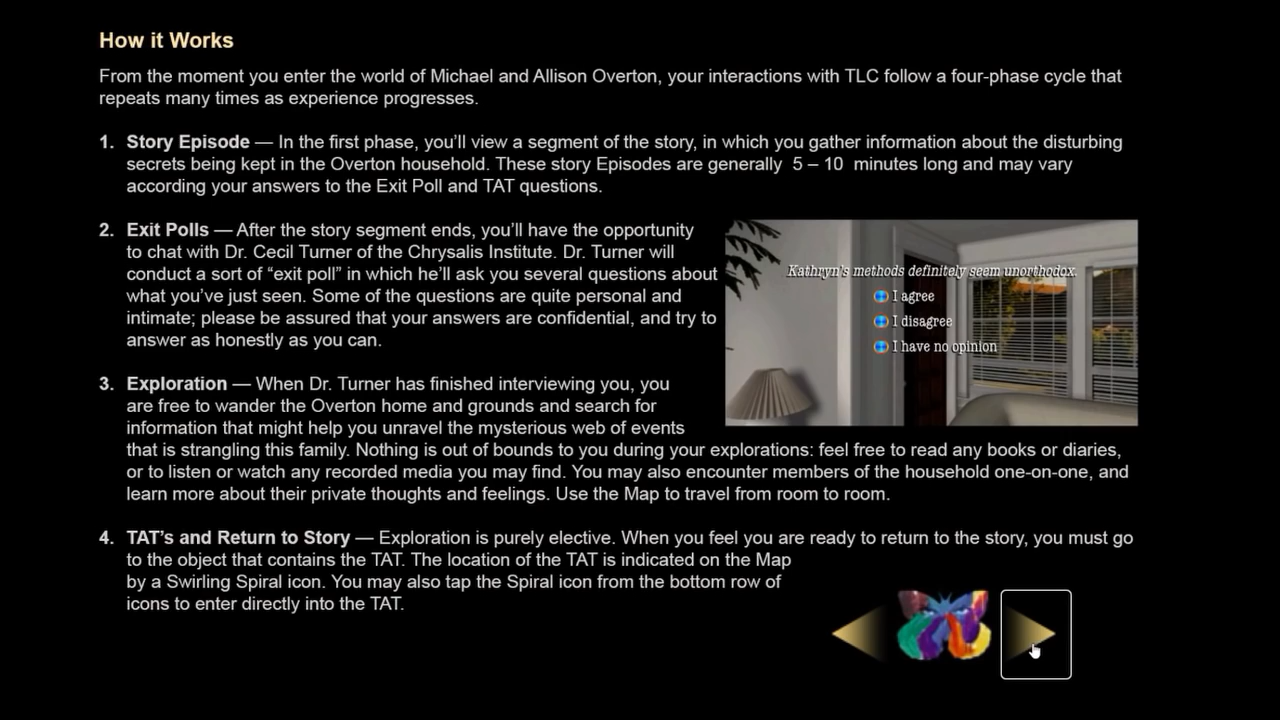 How it Works
From the moment you enter the world of Michael and Allison Overton, your interactions with TLC follow a four-phase cycle that
repeats many times as experience progresses.
1. Story Episode — In the first phase, you'll view a segment of the story, in which you gather information about the disturbing
secrets being kept in the Overton household. These story Episodes are generally 5 – 10 minutes long and may vary
according your answers to the Exit Poll and TAT questions.
2. Exit Polls — After the story segment ends, you'll have the opportunity
to chat with Dr. Cecil Turner of the Chrysalis Institute. Dr. Turner will
conduct a sort of “exit poll” in which he'll ask you several questions about
what you've just seen. Some of the questions are quite personal and
intimate; please be assured that your answers are confidential, and try to
answer as honestly as you can.
Kathryn's methods definitely seem unorthodox.
I agree
I disagree
I have no opinion
3. Exploration — When Dr. Turner has finished interviewing you, you
are free to wander the Overton home and grounds and search for
information that might help you unravel the mysterious web of events
that is strangling this family. Nothing is out of bounds to you during your explorations: feel free to read any books or diaries,
or to listen or watch any recorded media you may find. You may also encounter members of the household one-on-one, and
learn more about their private thoughts and feelings. Use the Map to travel from room to room.
4. TAT's and Return to Story — Exploration is purely elective. When you feel you are ready to return to the story, you must go
to the object that contains the TAT. The location of the TAT is indicated on the Map
by a Swirling Spiral icon. You may also tap the Spiral icon from the bottom row of
icons to enter directly into the TAT.